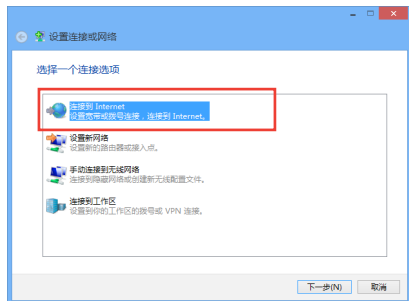 设置连接或网络
选择一个连接选项
连接到 Internet
设置宽带或拨号连接，连接到 Internet。
设置新网络
设置新的路由器或接入点。
手动连接到无线网络
连接到隐藏网络或创建新无线配置文件。
连接到工作区
设置到你的工作区的拨号或 VPN 连接。
下一步(N)
取消